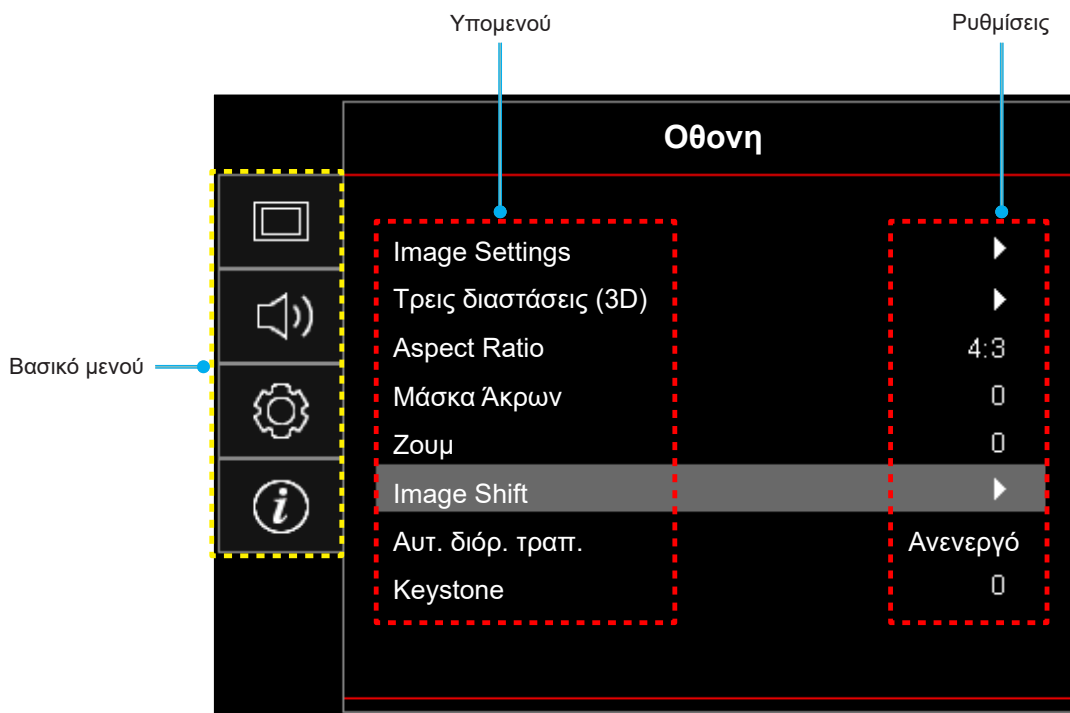 Υπομενού
Ρυθμίσεις
Οθονη
Image Settings
Τρεις διαστάσεις (3D)
Aspect Ratio 4:3
Βασικό μενού
Μάσκα Άκρων 0
Ζουμ 0
Image Shift
Αυτ. διόρ. τραπ. Ανενεργό
Keystone 0